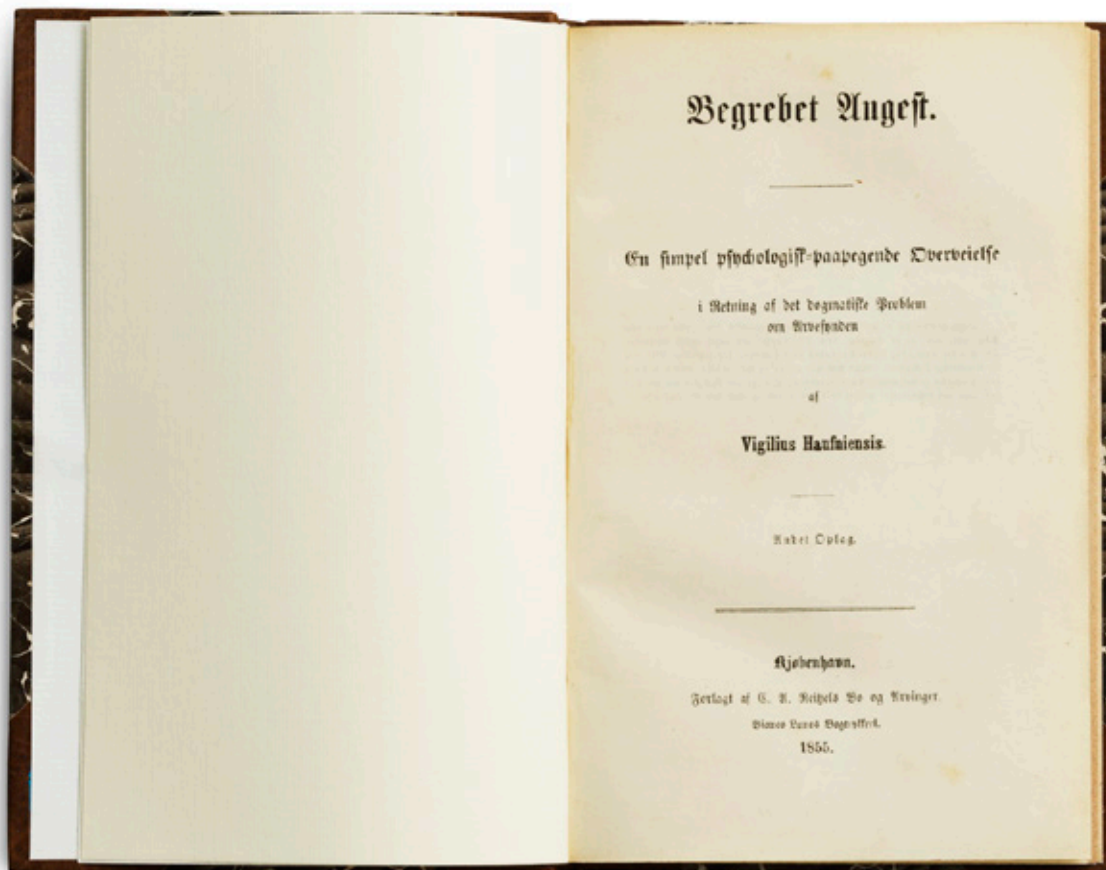 Begrebet Angest.
En simpel psychologisk-paapegende Overveielse
i Retning af det dogmatiske Problem
om Arvesynden
af
Vigilius Haufniensis.
Andet Oplag.
Kjøbenhavn.
Forlagt af C. A. Reitzels Bo og Arvinger.
Bianco Lunos Bogtrykkeri.
1855.